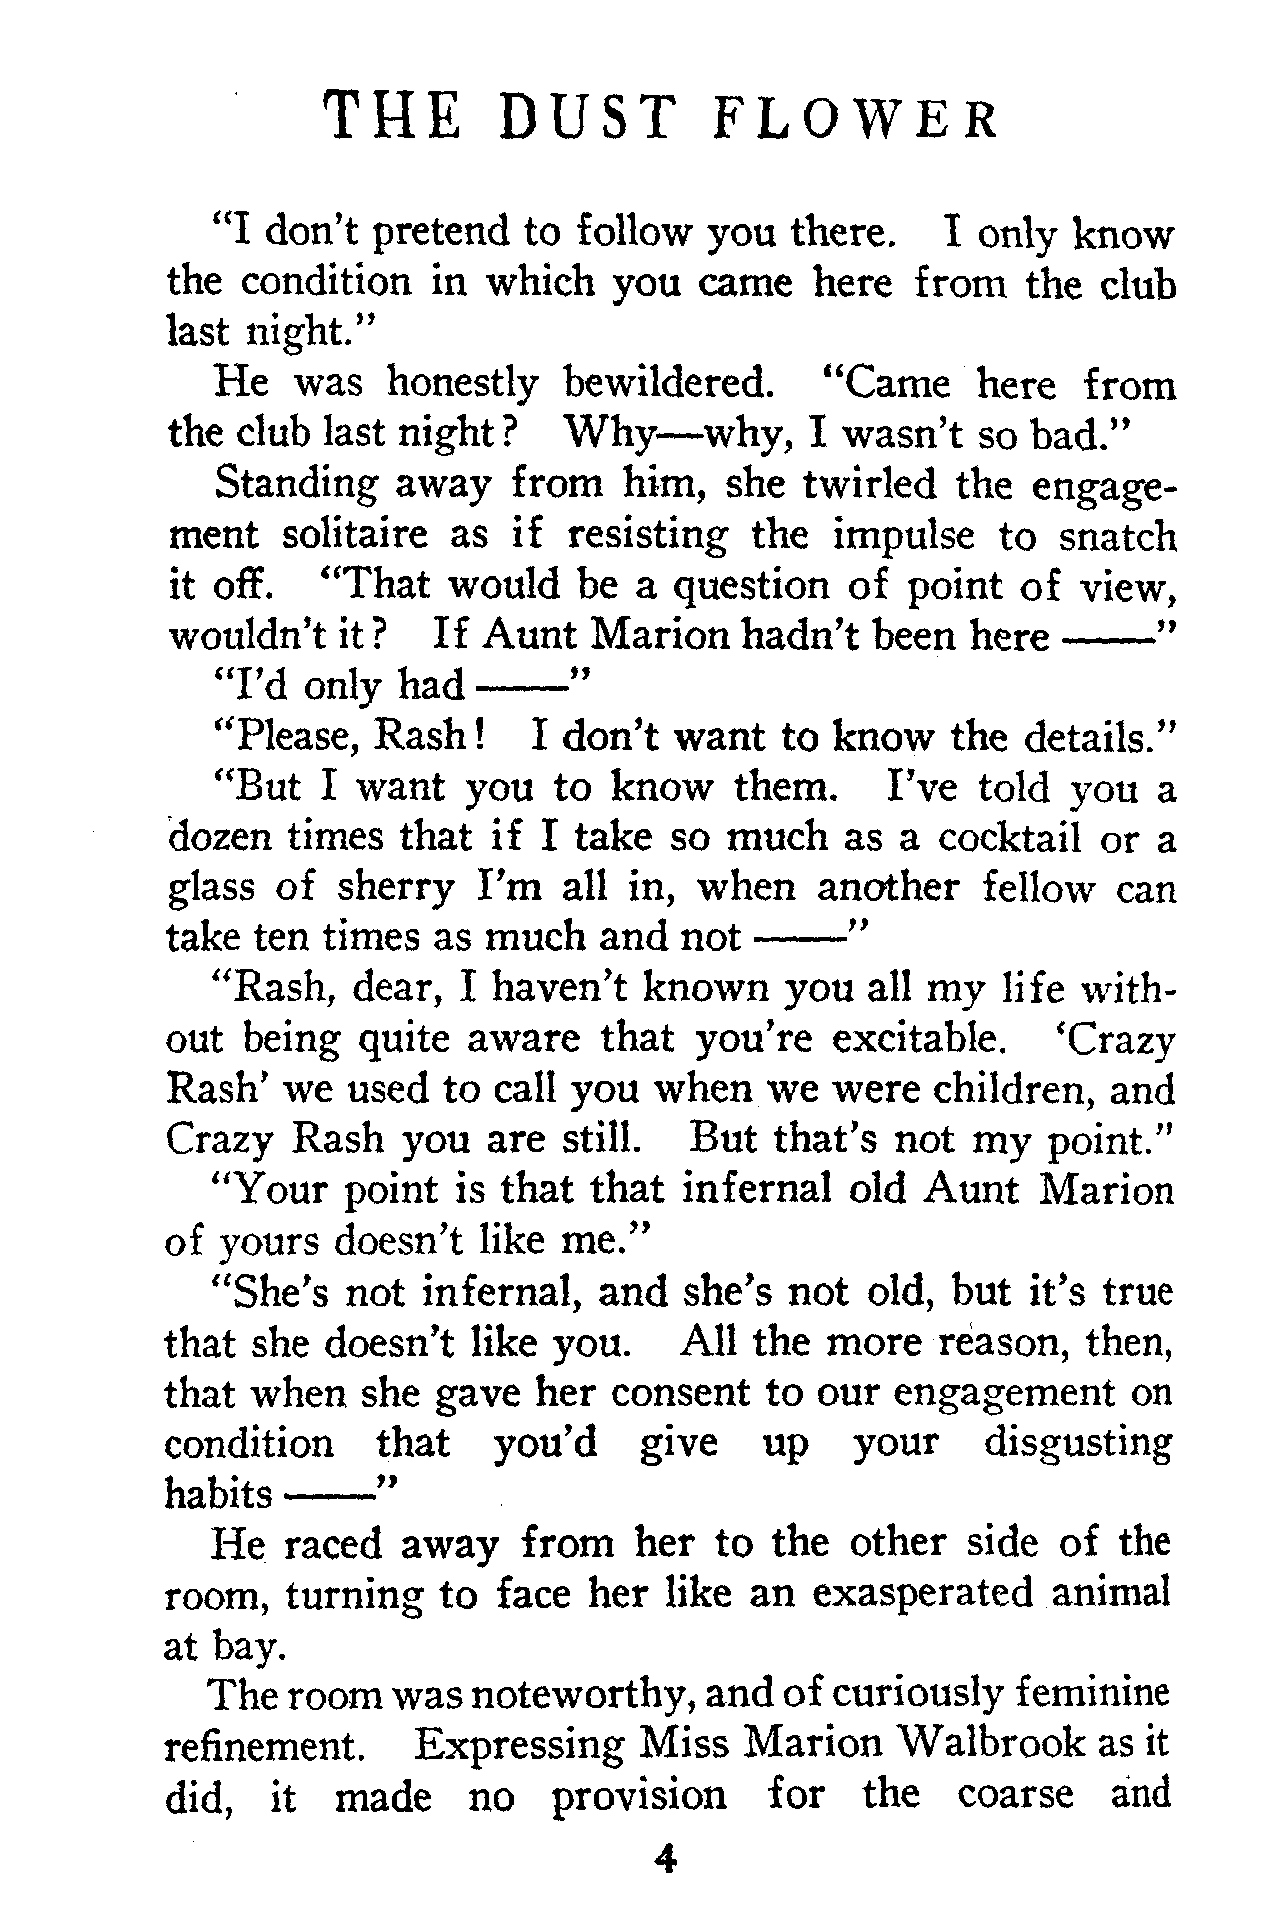 THE DUST FLOWER
“I don’t pretend to follow you there. I only know
the condition in which you came here from the club
last night.”
He was honestly bewildered. “Came here from
the club last night? Why—why, I wasn’t so bad.”
Standing away from him, she twirled the engage-
ment solitaire as if resisting the impulse to snatch
it off. “That would be a question of point of view,
wouldn’t it? If Aunt Marion hadn’t been here ——”
“I’d only had ——”
“Please, Rash! I don’t want to know the details.”
“But I want you to know them. I’ve told you a
dozen times that if I take so much as a cocktail or a
glass of sherry I’m all in, when another fellow can
take ten times as much and not ——”
“Rash, dear, I haven’t known you all my life with-
out being quite aware that you’re excitable. ‘Crazy
Rash’ we used to call you when we were children, and
Crazy Rash you are still. But that’s not my point.”
“Your point is that that infernal old Aunt Marion
of yours doesn’t like me.”
“She’s not infernal, and she’s not old, but it’s true
that she doesn’t like you. All the more reason, then,
that when she gave her consent to our engagement on
condition that you’d give up your disgusting
habits ——”
He raced away from her to the other side of the
room, turning to face her like an exasperated animal
at bay.
The room was noteworthy, and of curiously feminine
refinement. Expressing Miss Marion Walbrook as it
did, it made no provision for the coarse and
4